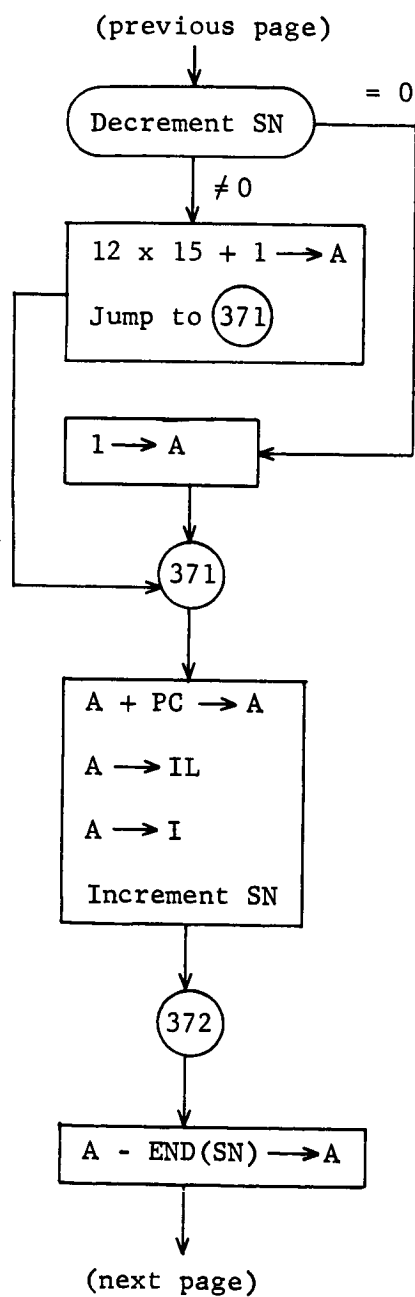 (previous page)
= 0
Decrement SN
≠0
12 x 15 + 1 → A
Jump to 371
1 → A
371
A + PC → A
A → IL
A → I
Increment SN
372
A - END(SN) → A
(next page)